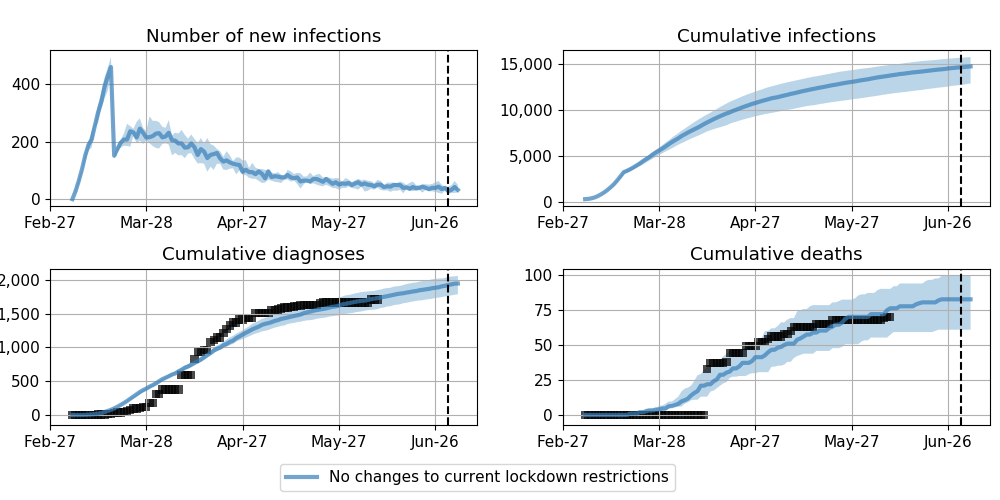 Number of new infections
400
200
0
Feb-27 Mar-28 Apr-27 May-27 Jun-26
Cumulative infections
15,000
10,000
5,000
0
Feb-27 Mar-28 Apr-27 May-27 Jun-26
Cumulative diagnoses
2,000
1,500
1,000
500
0
Feb-27 Mar-28 Apr-27 May-27 Jun-26
Cumulative deaths
100
75
50
25
0
Feb-27 Mar-28 Apr-27 May-27 Jun-26
No changes to current lockdown restrictions